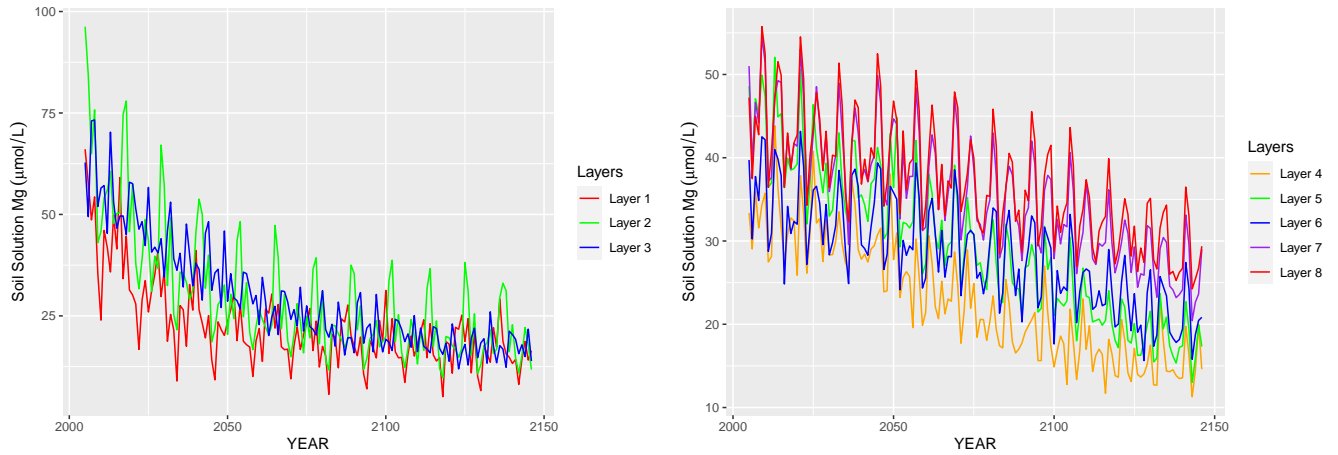 Soil Solution Mg (μmol/L)
100
75
50
25
2000
2050
2100
2150
YEAR
Layers
Layer 1
Layer 2
Layer 3
Soil Solution Mg (μmol/L)
50
40
30
20
10
2000
2050
2100
2150
YEAR
Layers
Layer 4
Layer 5
Layer 6
Layer 7
Layer 8